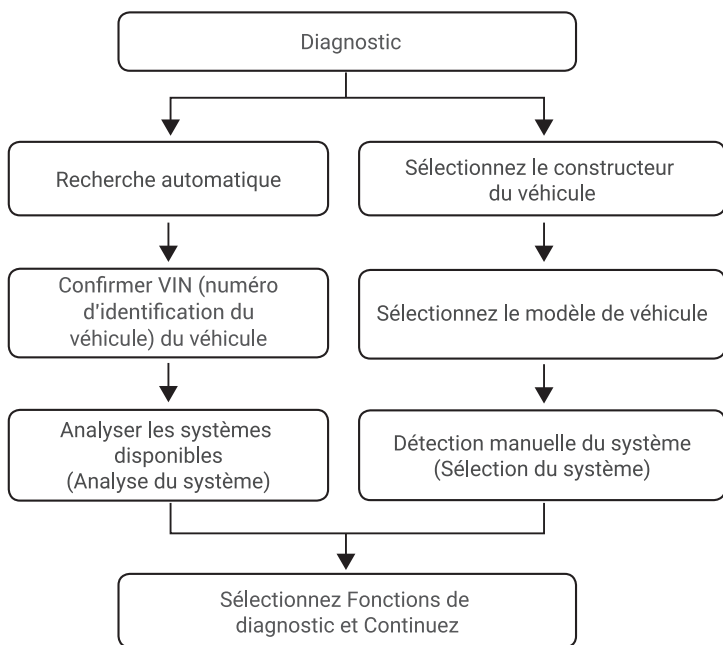 Diagnostic
Recherche automatique
Sélectionnez le constructeur
du véhicule
Confirmer VIN (numéro
d'identification du
véhicule) du véhicule
Sélectionnez le modèle de véhicule
Analyser les systèmes
disponibles
(Analyse du système)
Détection manuelle du système
(Sélection du système)
Sélectionnez Fonctions de
diagnostic et Continuez